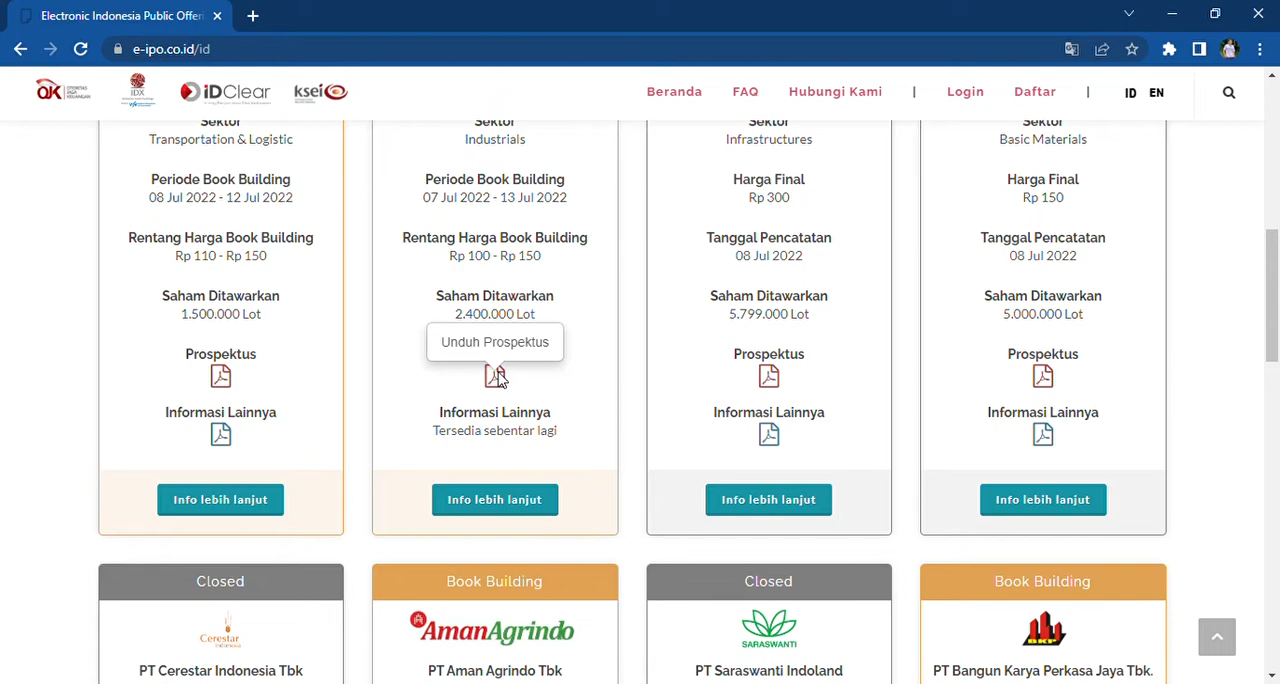 Electronic Indonesia Public Offeri
e-ipo.co.id/id
OJK OTORITAS JASA KEUANGAN
IDX
iDClear
ksei
Beranda
FAQ
Hubungi Kami
|
Login
Daftar
|
ID EN
Sektor
Transportation & Logistic
Periode Book Building
08 Jul 2022 - 12 Jul 2022
Rentang Harga Book Building
Rp 110 - Rp 150
Saham Ditawarkan
1.500.000 Lot
Prospektus
Informasi Lainnya
Info lebih lanjut
Sektor
Industrials
Periode Book Building
07 Jul 2022 - 13 Jul 2022
Rentang Harga Book Building
Rp 100 - Rp 150
Saham Ditawarkan
2.400.000 Lot
Unduh Prospektus
Informasi Lainnya
Tersedia sebentar lagi
Info lebih lanjut
Sektor
Infrastructures
Harga Final
Rp 300
Tanggal Pencatatan
08 Jul 2022
Saham Ditawarkan
5.799.000 Lot
Prospektus
Informasi Lainnya
Info lebih lanjut
Sektor
Basic Materials
Harga Final
Rp 150
Tanggal Pencatatan
08 Jul 2022
Saham Ditawarkan
5.000.000 Lot
Prospektus
Informasi Lainnya
Info lebih lanjut
Closed
Cerestar
Indonesia
PT Cerestar Indonesia Tbk
Book Building
AmanAgrindo
PT Aman Agrindo Tbk
Closed
SARASWANTI
PT Saraswanti Indoland
Book Building
BKP
PT Bangun Karya Perkasa Jaya Tbk.